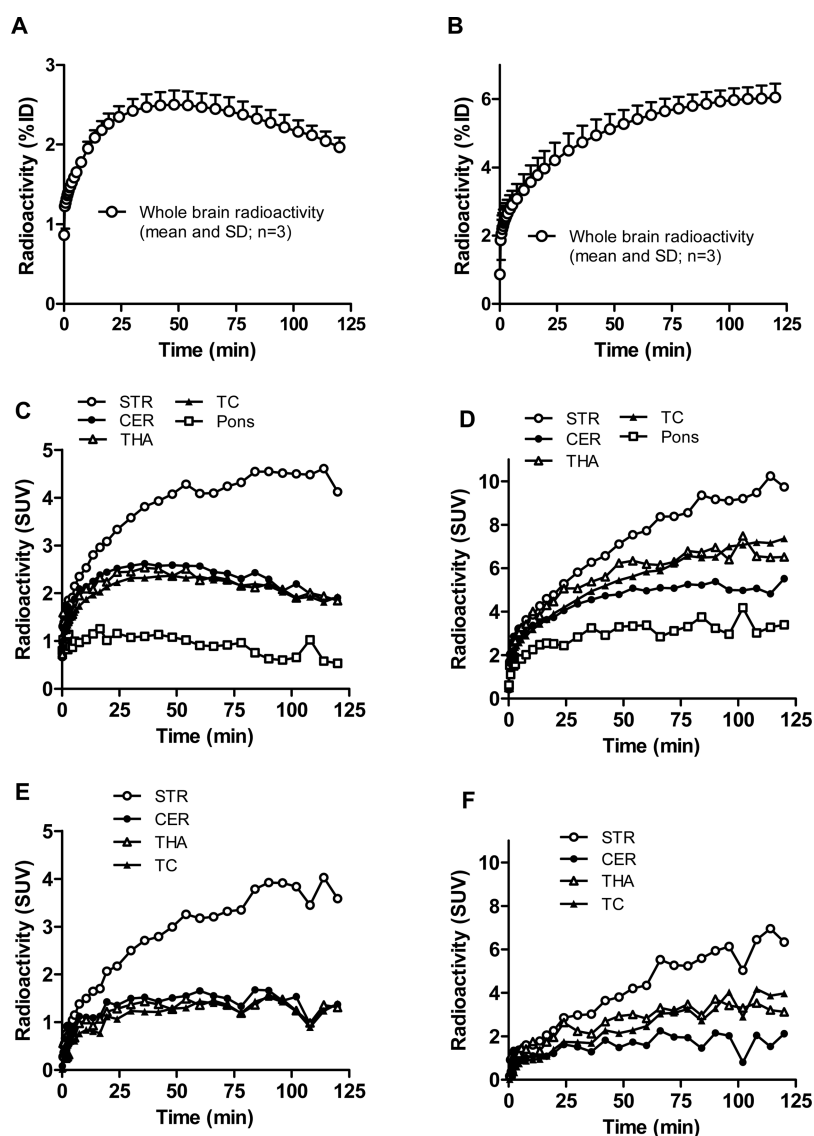 A
3
2
1
0
Radioactivity (%ID)
Whole brain radioactivity
(mean and SD; n=3)
0 25 50 75 100 125
Time (min)
B
6
4
2
0
Radioactivity (%ID)
Whole brain radioactivity
(mean and SD; n=3)
0 25 50 75 100 125
Time (min)
C
STR TC
CER Pons
THA
5
4
3
2
1
0
Radioactivity (SUV)
0 25 50 75 100 125
Time (min)
D
STR TC
CER Pons
THA
10
8
6
4
2
0
Radioactivity (SUV)
0 25 50 75 100 125
Time (min)
E
STR
CER
THA
TC
5
4
3
2
1
0
Radioactivity (SUV)
0 25 50 75 100 125
Time (min)
F
STR
CER
THA
TC
10
8
6
4
2
0
Radioactivity (SUV)
0 25 50 75 100 125
Time (min)